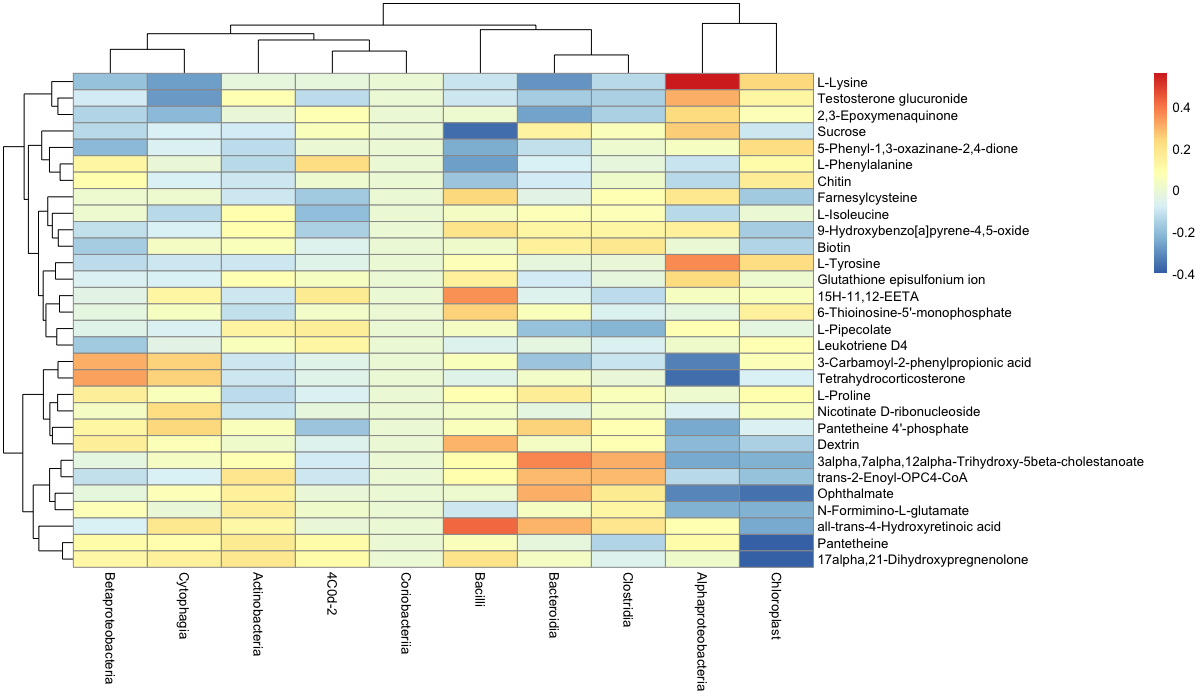 L-Lysine
Testosterone glucuronide
2,3-Epoxymenaquinone
Sucrose
5-Phenyl-1,3-oxazinane-2,4-dione
L-Phenylalanine
Chitin
Farnesylcysteine
L-Isoleucine
9-Hydroxybenzo[a]pyrene-4,5-oxide
Biotin
L-Tyrosine
Glutathione episulfonium ion
15H-11,12-EETA
6-Thioinosine-5'-monophosphate
L-Pipecolate
Leukotriene D4
3-Carbamoyl-2-phenylpropionic acid
Tetrahydrocorticosterone
L-Proline
Nicotinate D-ribonucleoside
Pantetheine 4'-phosphate
Dextrin
3alpha,7alpha,12alpha-Trihydroxy-5beta-cholestanoate
trans-2-Enoyl-OPC4-CoA
Ophthalmate
N-Formimino-L-glutamate
all-trans-4-Hydroxyretinoic acid
Pantetheine
17alpha,21-Dihydroxypregnenolone
Betaproteobacteria
Cytophagia
Actinobacteria
4C0d-2
Coriobacteriia
Bacilli
Bacteroidia
Clostridia
Alphaproteobacteria
Chloroplast
0.4
0.2
0
-0.2
-0.4